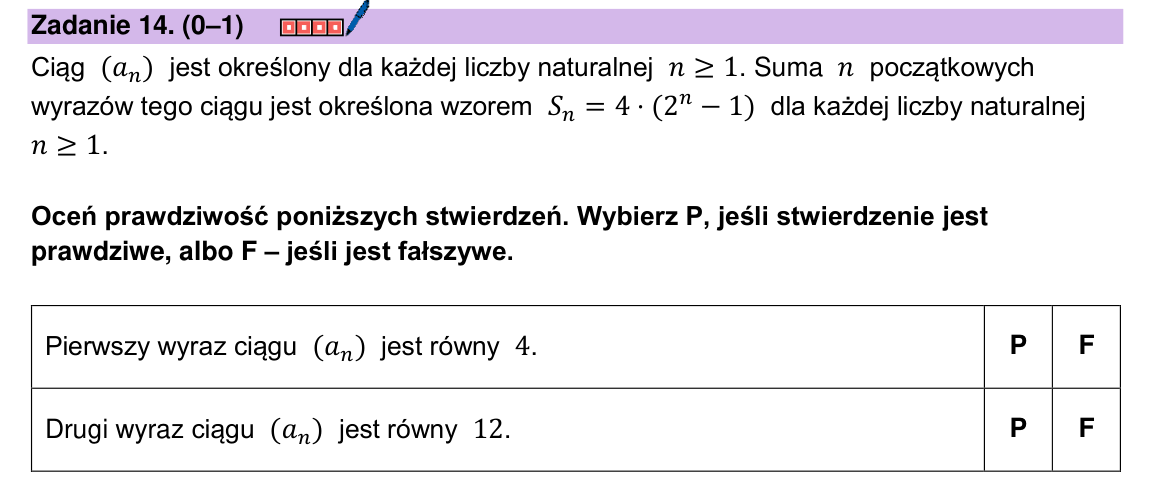 Zadanie 14. (0–1)
Ciąg (aₙ) jest określony dla każdej liczby naturalnej n ≥ 1. Suma n początkowych
wyrazów tego ciągu jest określona wzorem Sₙ = 4 · (2ⁿ − 1) dla każdej liczby naturalnej
n ≥ 1.
Oceń prawdziwość poniższych stwierdzeń. Wybierz P, jeśli stwierdzenie jest
prawdziwe, albo F – jeśli jest fałszywe.
Pierwszy wyraz ciągu (aₙ) jest równy 4. P F
Drugi wyraz ciągu (aₙ) jest równy 12. P F